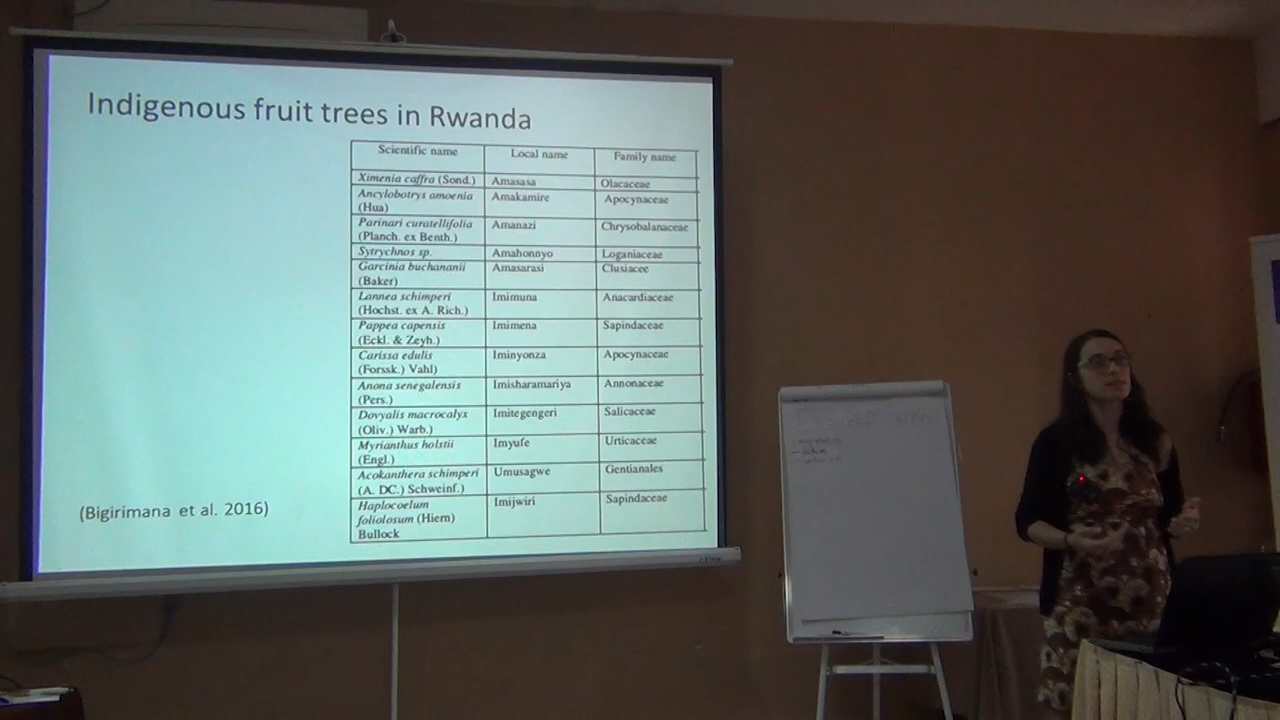 Indigenous fruit trees in Rwanda
Scientific name Local name Family name
Ximenia caffra (Sond.) Amasasa Olacaceae
Ancylobotrys amoenia Amakamire Apocynaceae
(Hua)
Parinari curatellifolia Amanazi Chrysobalanaceae
(Planch. ex Benth.)
Sytrychnos sp. Amahonnyo Loganiaceae
Garcinia buchananii Amasarasi Clusiacee
(Baker)
Lannea schimperi Imimuna Anacardiaceae
(Hochst. ex A. Rich.)
Pappea capensis Imimena Sapindaceae
(Eckl. & Zeyh.)
Carissa edulis Iminyonza Apocynaceae
(Forssk.) Vahl)
Anona senegalensis Imisharamariya Annonaceae
(Pers.)
Dovyalis macrocalyx Imitegengeri Salicaceae
(Oliv.) Warb.)
Myrianthus holstii Imyufe Urticaceae
(Engl.)
Acokanthera schimperi Umusagwe Gentianales
(A. DC.) Schweinf.)
Haplocoelum Imijwiri Sapindaceae
foliolosum (Hiern)
Bullock
(Bigirimana et al. 2016)